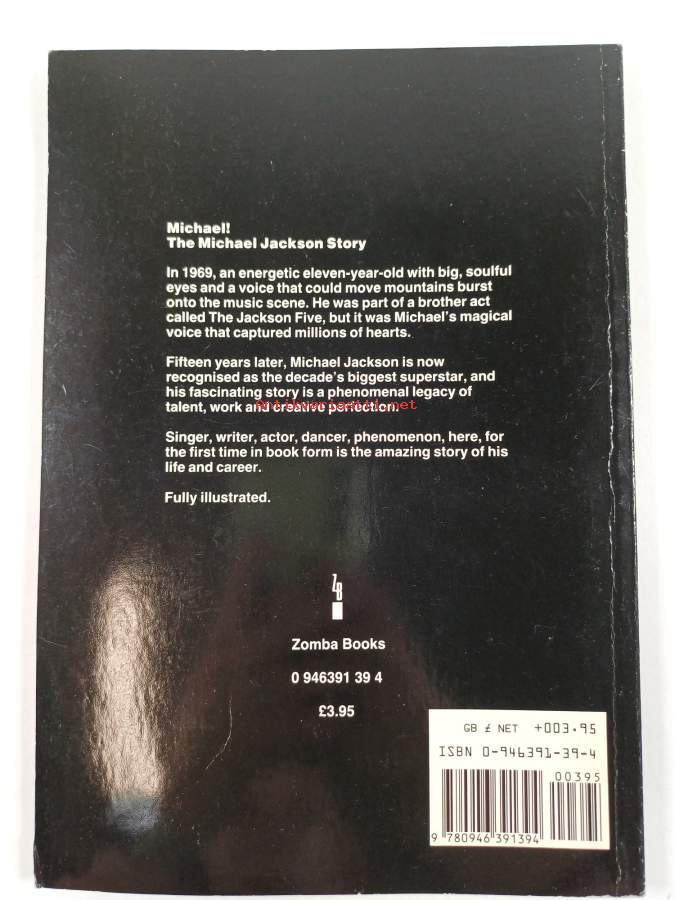 Michael!
The Michael Jackson Story
In 1969, an energetic eleven-year-old with big, soulful
eyes and a voice that could move mountains burst
onto the music scene. He was part of a brother act
called The Jackson Five, but it was Michael's magical
voice that captured millions of hearts.
Fifteen years later, Michael Jackson is now
recognised as the decade's biggest superstar, and
his fascinating story is a phenomenal legacy of
talent, work and creative perfection.
Singer, writer, actor, dancer, phenomenon, here, for
the first time in book form is the amazing story of his
life and career.
Fully illustrated.
ZB
Zomba Books
0 946391 39 4
£3.95
GB £ NET +003.95
ISBN 0-946391-39-4
00395
9 780946 391394